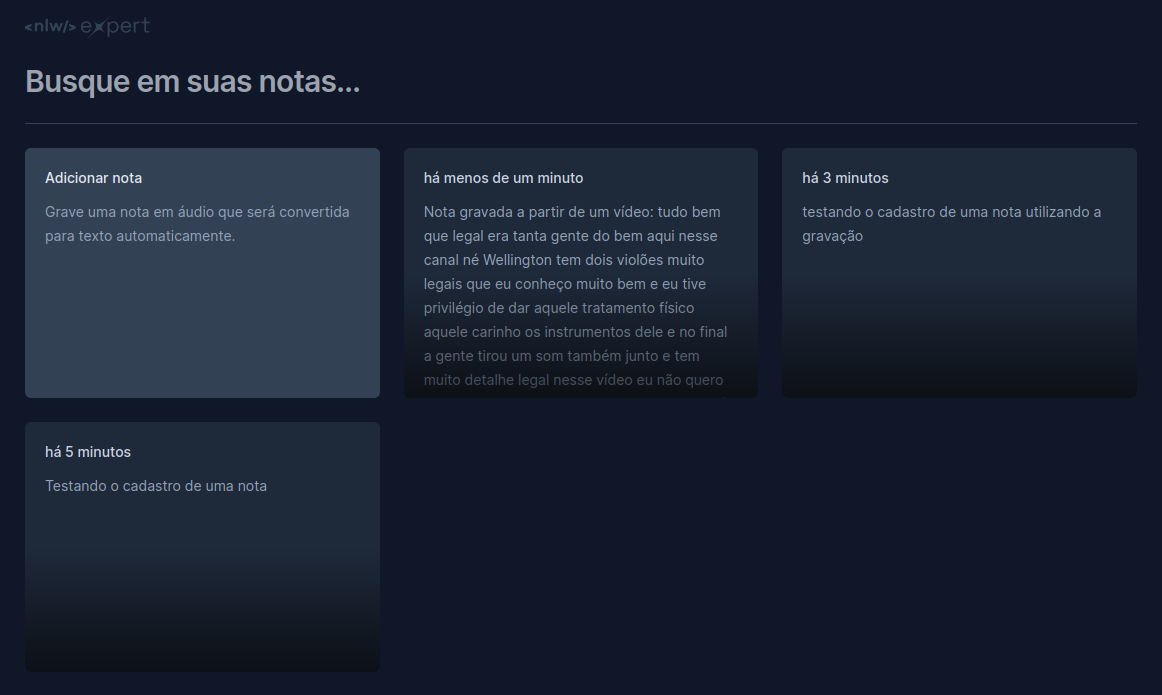 <nlw/> expert
Busque em suas notas...
Adicionar nota
Grave uma nota em áudio que será convertida
para texto automaticamente.
há menos de um minuto
Nota gravada a partir de um vídeo: tudo bem
que legal era tanta gente do bem aqui nesse
canal né Wellington tem dois violões muito
legais que eu conheço muito bem e eu tive
privilégio de dar aquele tratamento físico
aquele carinho os instrumentos dele e no final
a gente tirou um som também junto e tem
muito detalhe legal nesse vídeo eu não quero
há 3 minutos
testando o cadastro de uma nota utilizando a
gravação
há 5 minutos
Testando o cadastro de uma nota